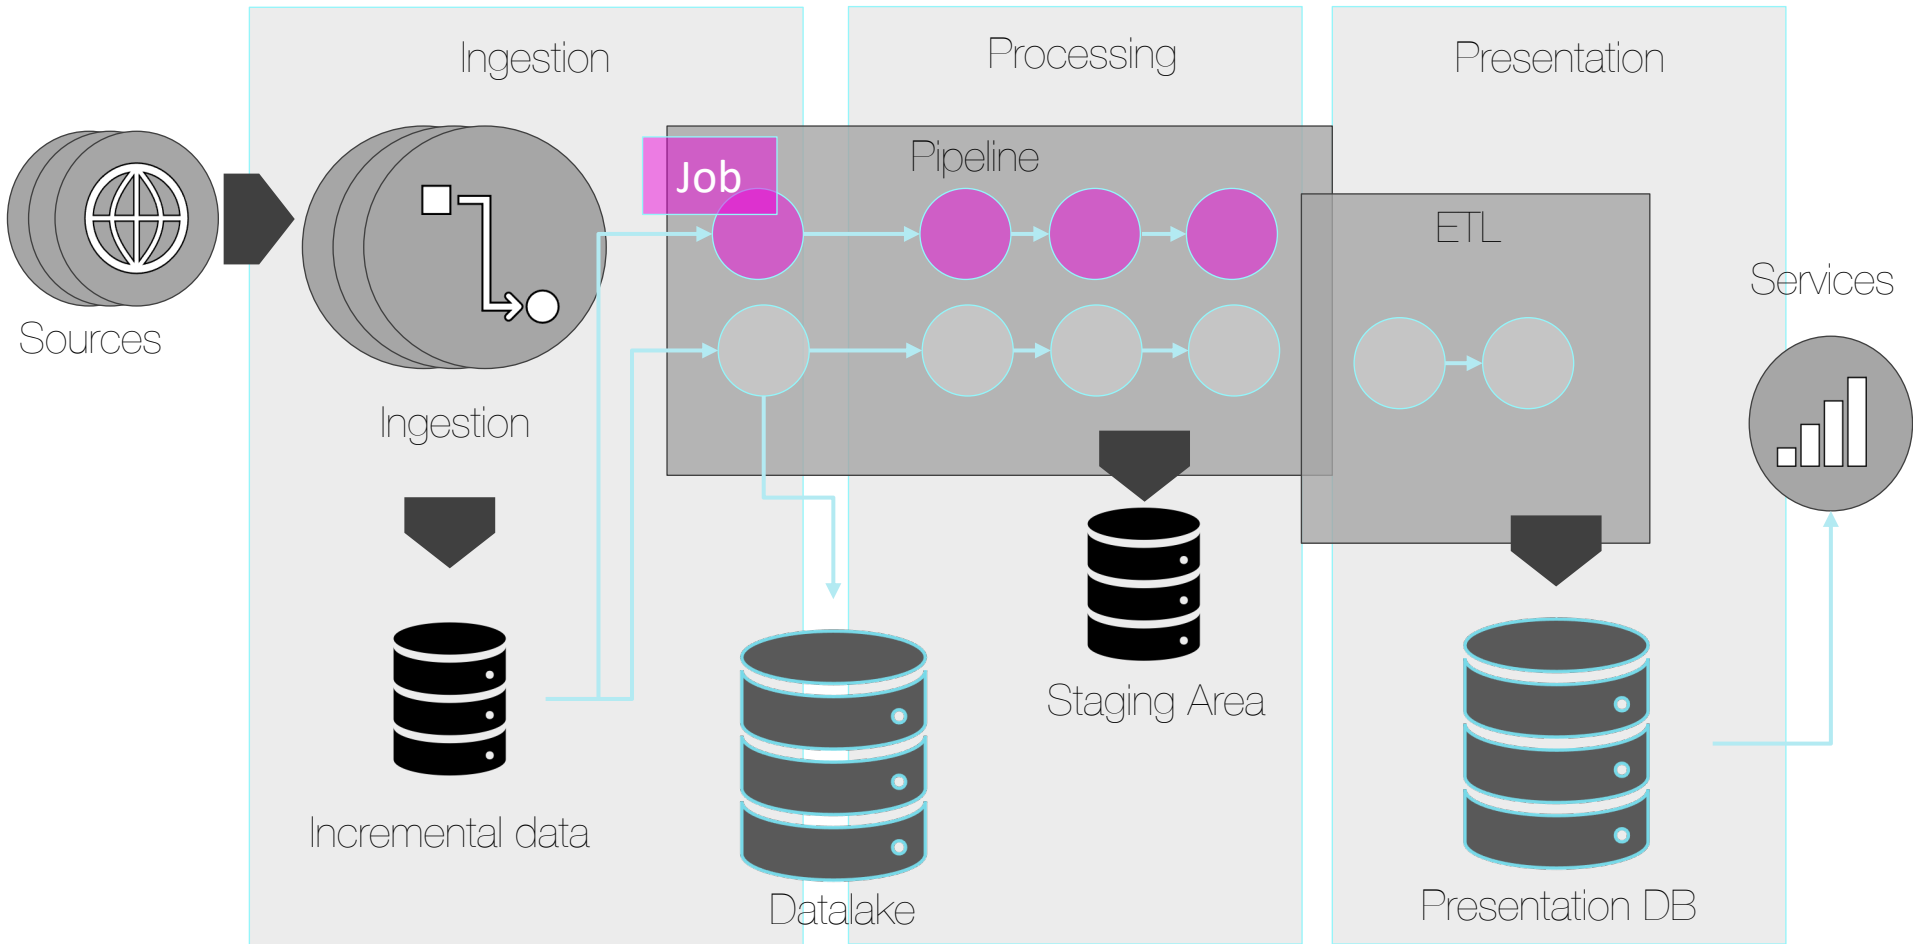 Ingestion
Processing
Presentation
Job
Pipeline
ETL
Services
Sources
Ingestion
Staging Area
Incremental data
Datalake
Presentation DB